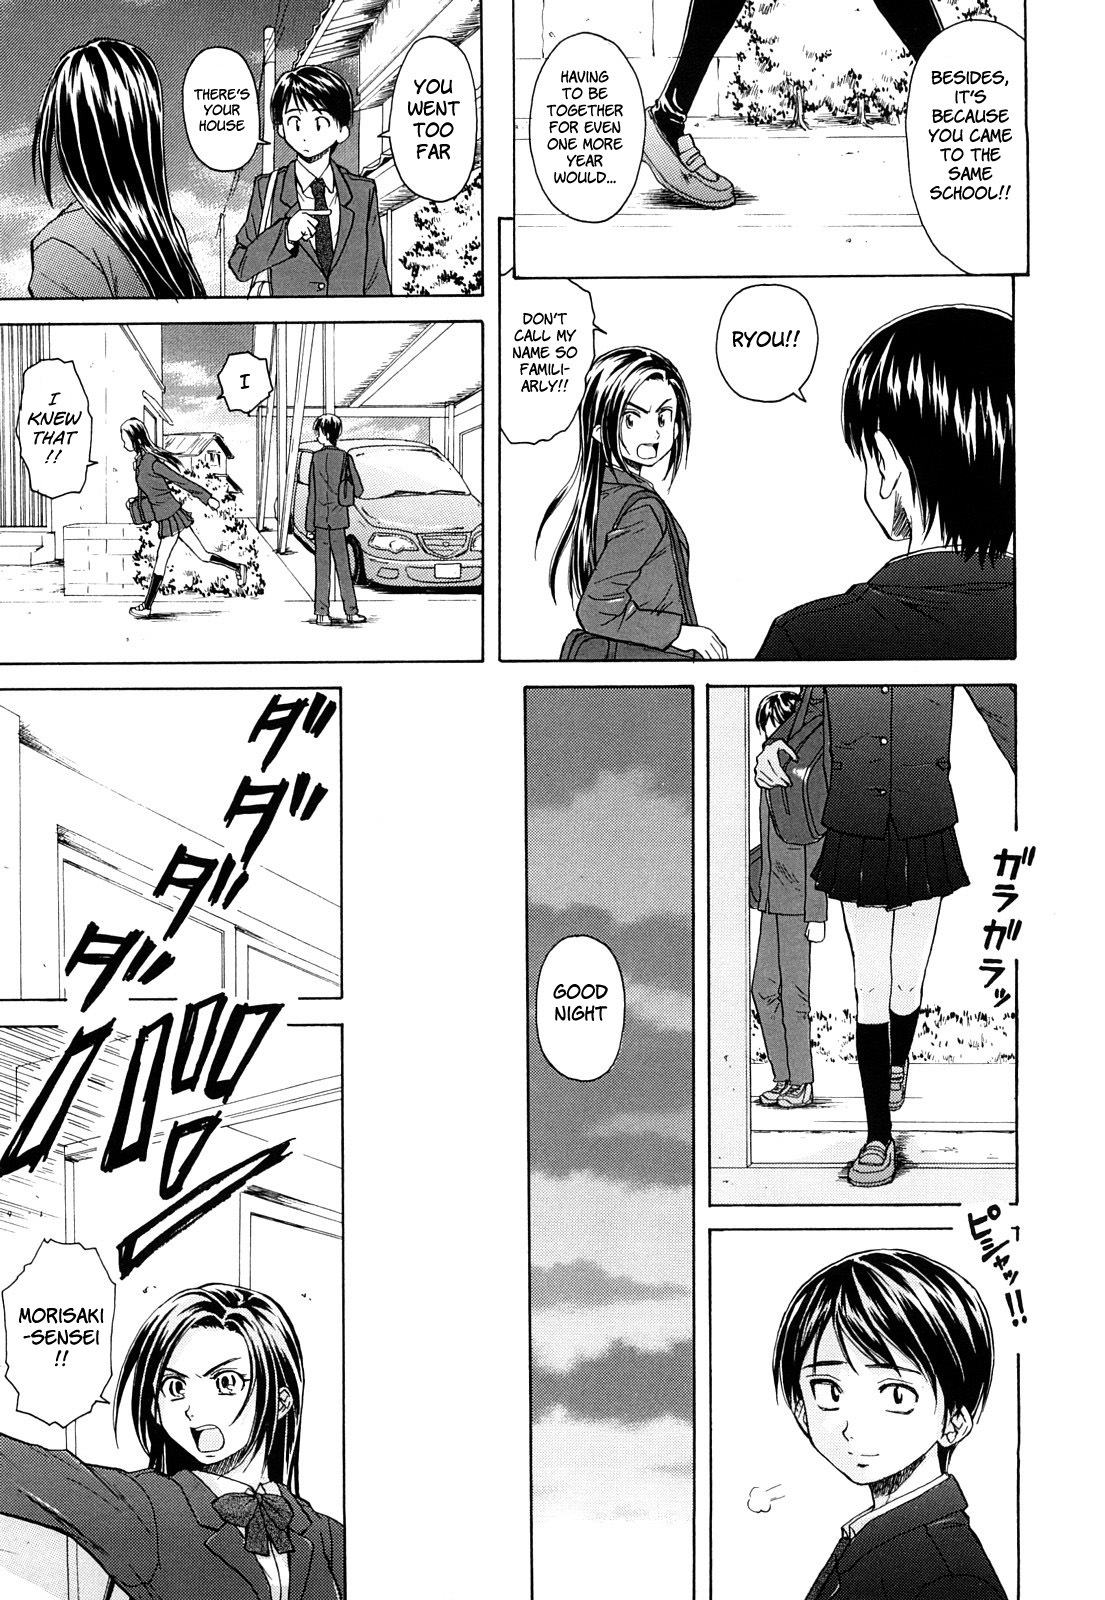 BESIDES,
IT'S
BECAUSE
YOU CAME
TO THE
SAME
SCHOOL!!
HAVING
TO BE
TOGETHER
FOR EVEN
ONE MORE
YEAR
WOULD...
RYOU!!
DON'T
CALL MY
NAME SO
FAMILI-
ARLY!!
YOU
WENT
TOO
FAR
THERE'S
YOUR
HOUSE
I
I
KNEW
THAT
!!
ガラガラッ
ピシャッ!!
GOOD
NIGHT
ダダダダ
ガラッ
MORISAKI
-SENSEI
!!